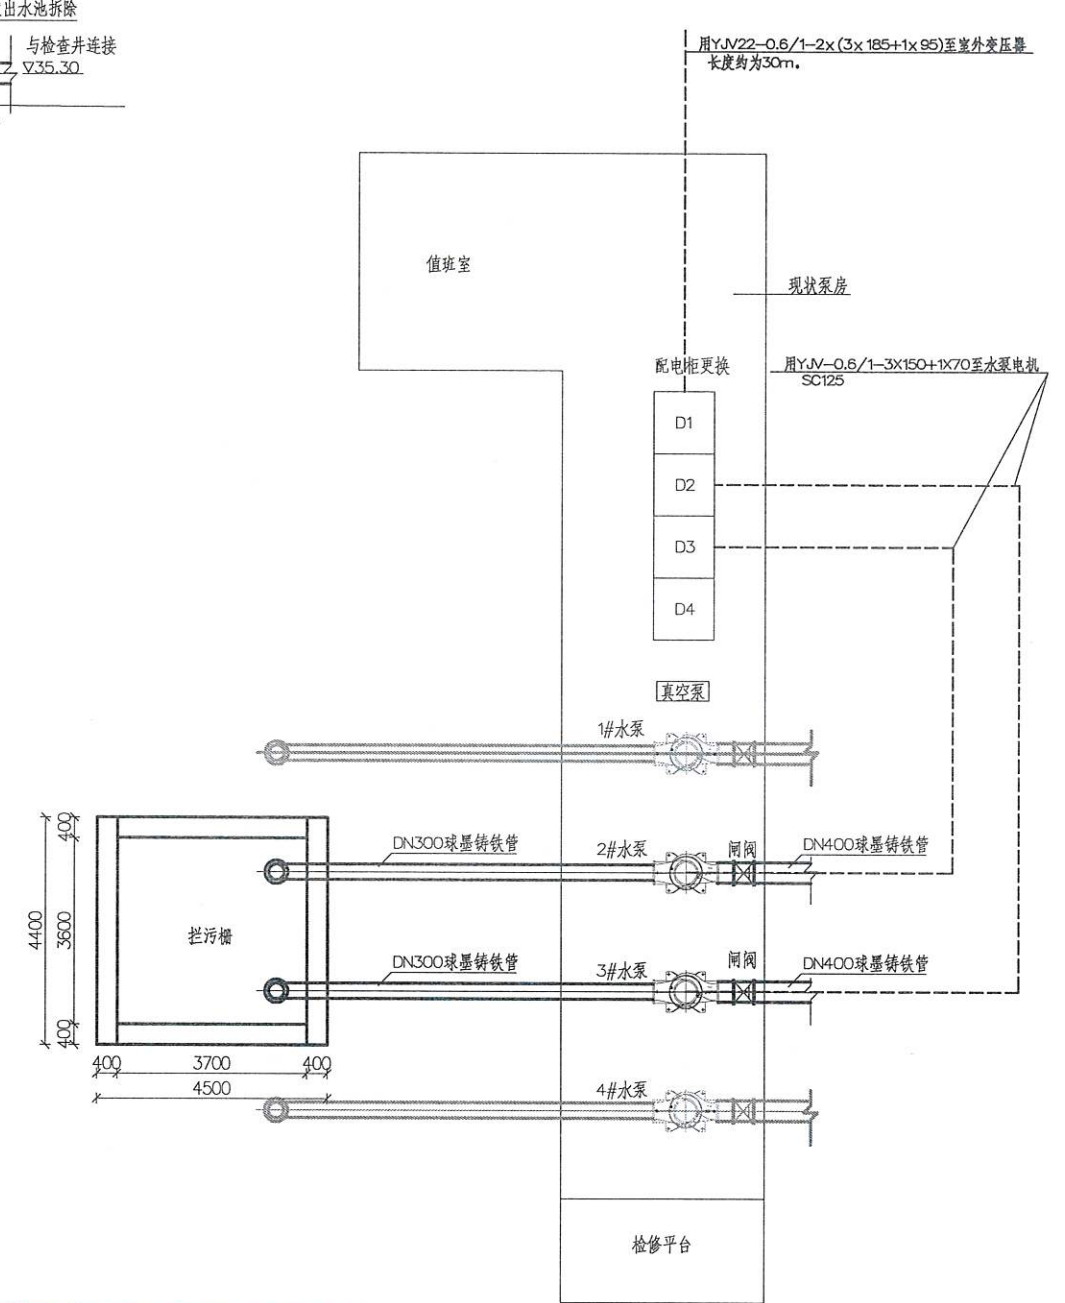 出水池拆除
与检查井连接
▽35.30
用YJV22-0.6/1-2x(3x185+1x95)至室外变压器
长度约为30m。
值班室
现状泵房
配电柜更换
用YJV-0.6/1-3X150+1X70至水泵电机
SC125
D1
D2
D3
D4
真空泵
1#水泵
DN300球墨铸铁管
2#水泵
闸阀
DN400球墨铸铁管
400
4400
3600
400
拦污栅
DN300球墨铸铁管
3#水泵
闸阀
DN400球墨铸铁管
400
3700
400
4500
4#水泵
检修平台